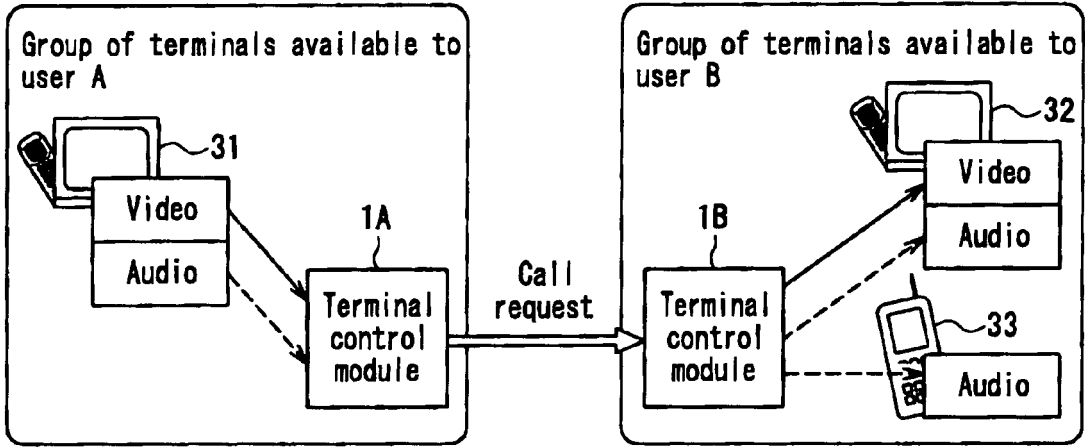 Group of terminals available to
user A
31
Video
Audio
1A
Terminal
control
module
Call
request
Group of terminals available to
user B
32
Video
Audio
1B
Terminal
control
module
33
Audio